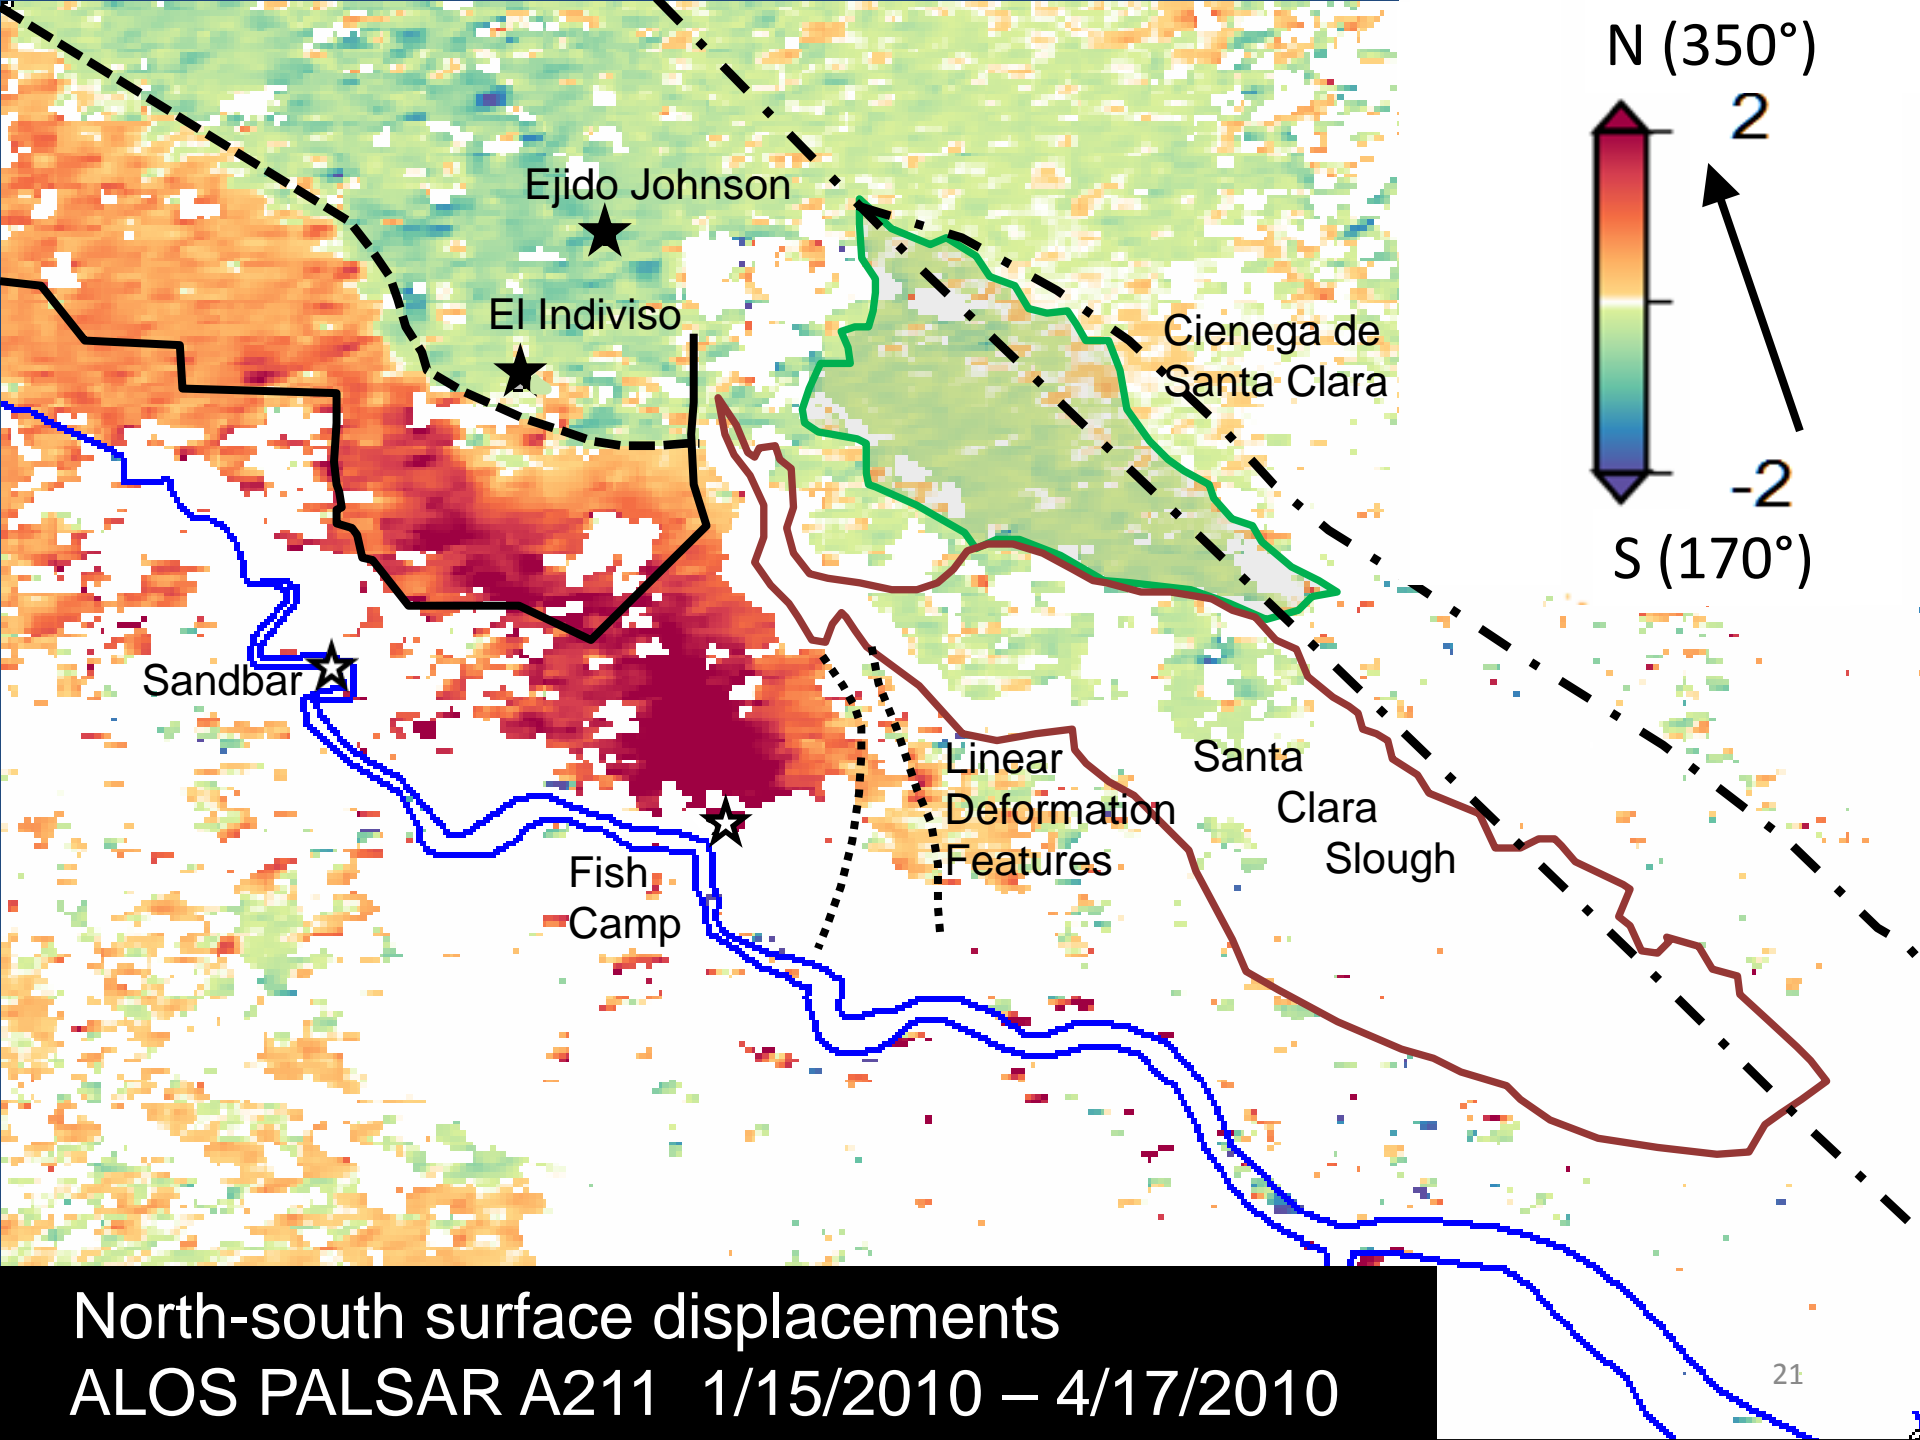 N (350°)
2
-2
S (170°)
Ejido Johnson
El Indiviso
Cienega de
Santa Clara
Sandbar
Linear
Deformation
Features
Santa
Clara
Slough
Fish
Camp
North-south surface displacements
ALOS PALSAR A211 1/15/2010 – 4/17/2010
21